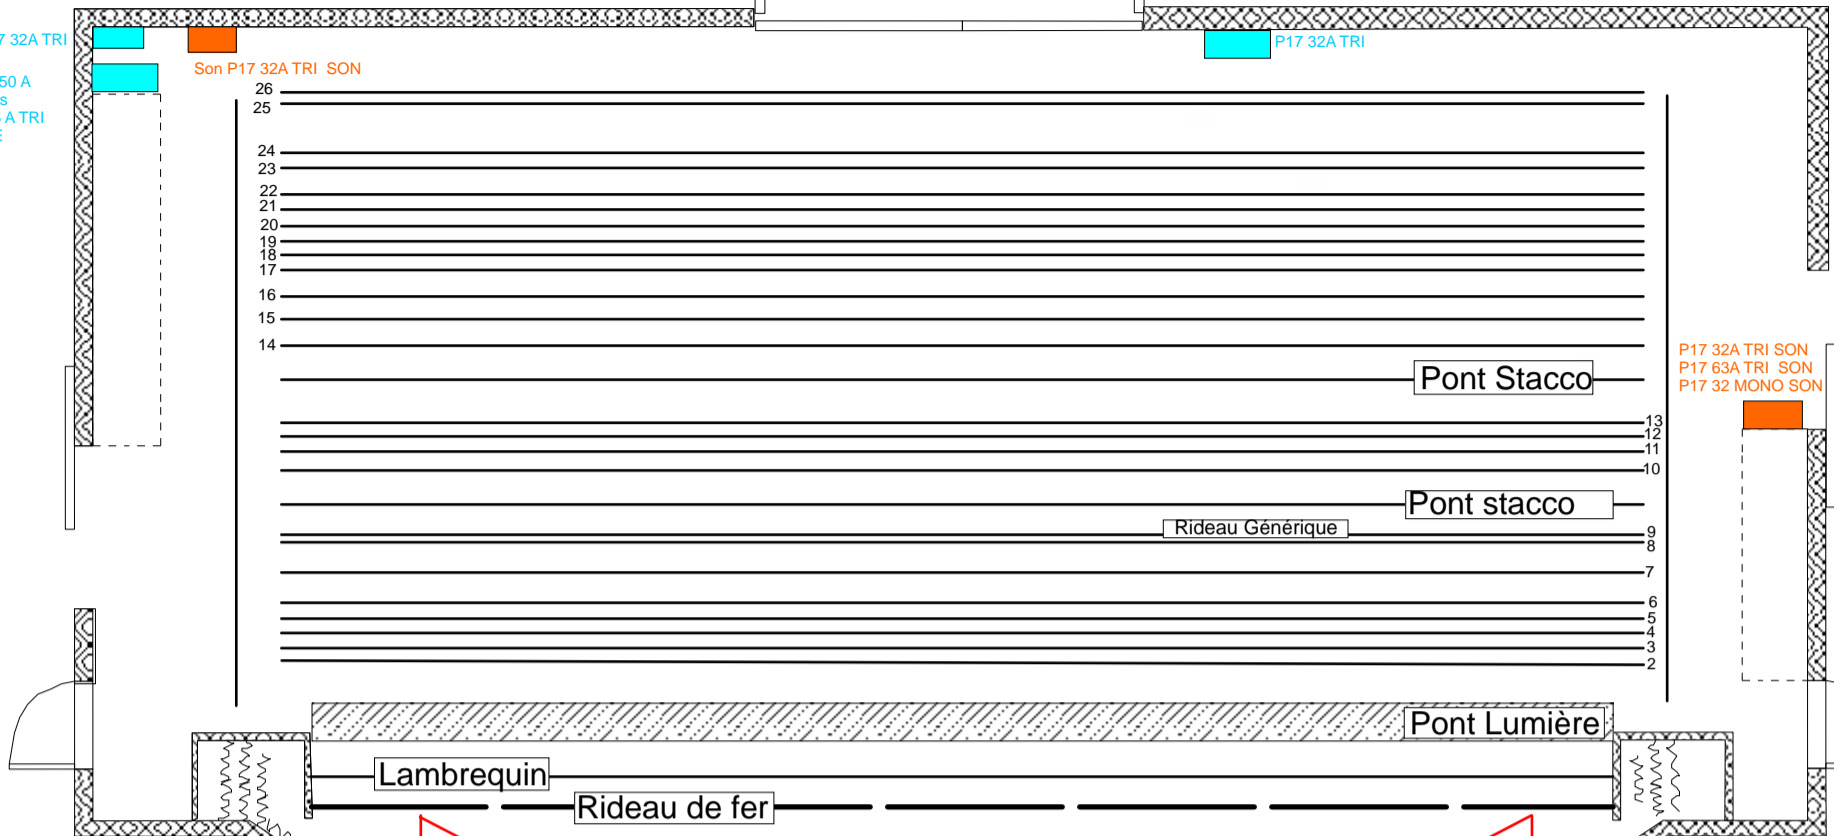 7 32A TRI
50 A
s
A TRI
Son P17 32A TRI SON
P17 32A TRI
26
25
24
23
22
21
20
19
18
17
16
15
14
P17 32A TRI SON
P17 63A TRI SON
P17 32 MONO SON
Pont Stacco
13
12
11
10
Pont stacco
Rideau Générique
9
8
7
6
5
4
3
2
Pont Lumière
Lambrequin
Rideau de fer